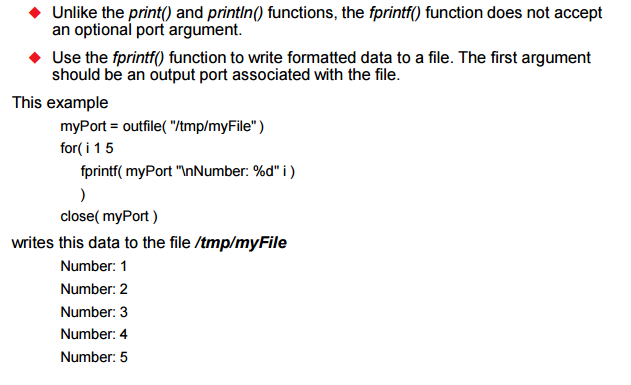 ◆ Unlike the print() and println() functions, the fprintf() function does not accept
an optional port argument.
◆ Use the fprintf() function to write formatted data to a file. The first argument
should be an output port associated with the file.
This example
myPort = outfile( "/tmp/myFile" )
for( i 1 5
fprintf( myPort "\nNumber: %d" i )
)
close( myPort )
writes this data to the file /tmp/myFile
Number: 1
Number: 2
Number: 3
Number: 4
Number: 5